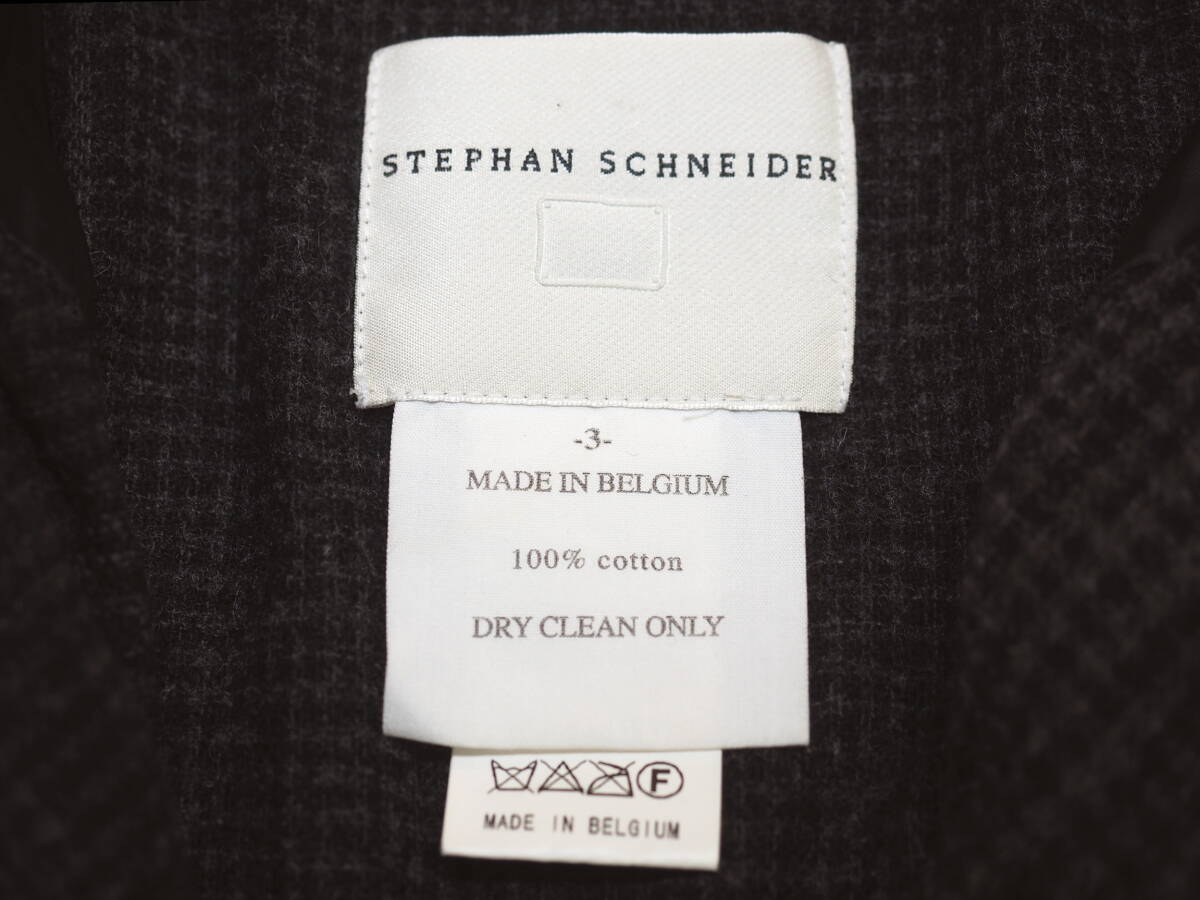 STEPHAN SCHNEIDER
-3-
MADE IN BELGIUM
100% cotton
DRY CLEAN ONLY
F
MADE IN BELGIUM